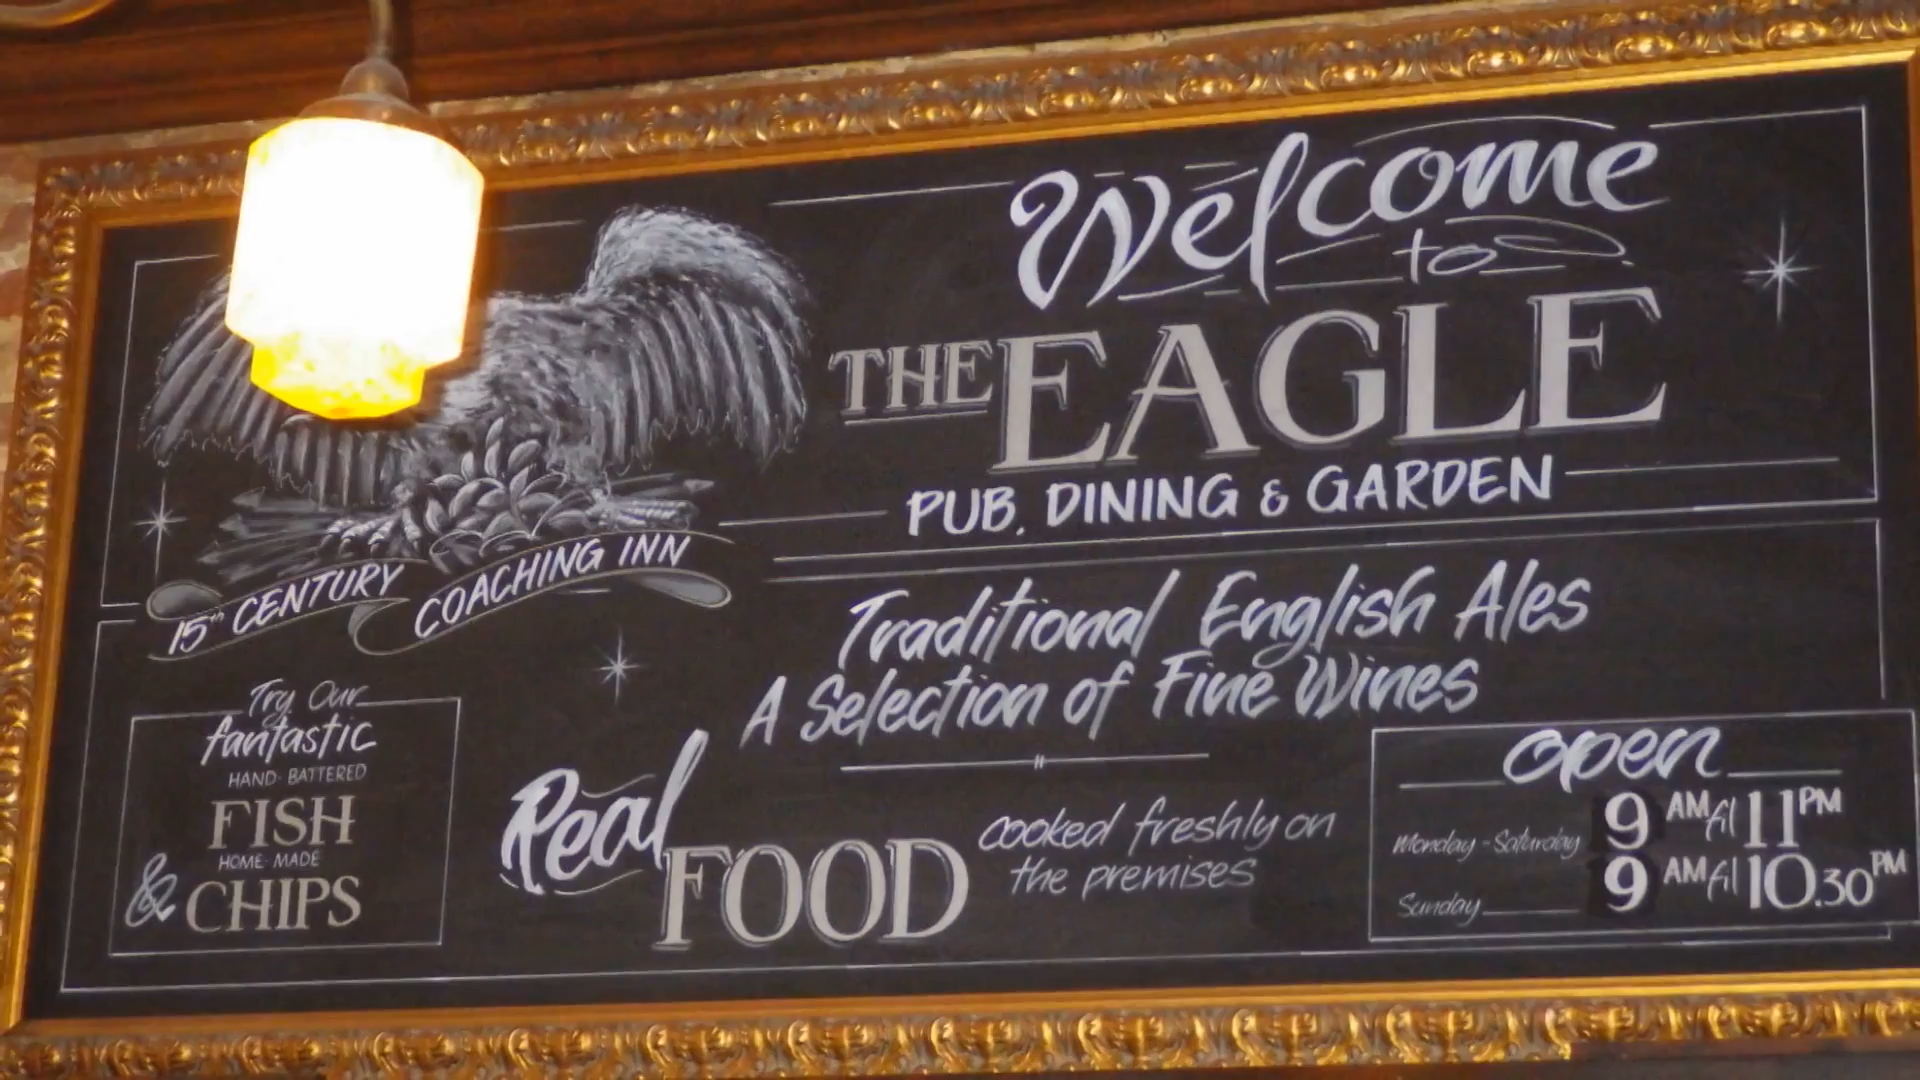 Welcome
to
THE EAGLE
PUB, DINING & GARDEN
15th CENTURY COACHING INN
Traditional English Ales
A Selection of Fine Wines
Try Our
fantastic
HAND-BATTERED
FISH
HOME-MADE
& CHIPS
Real
FOOD
cooked freshly on
the premises
open
Monday - Saturday 9 AM til 11 PM
Sunday 9 AM til 10.30 PM